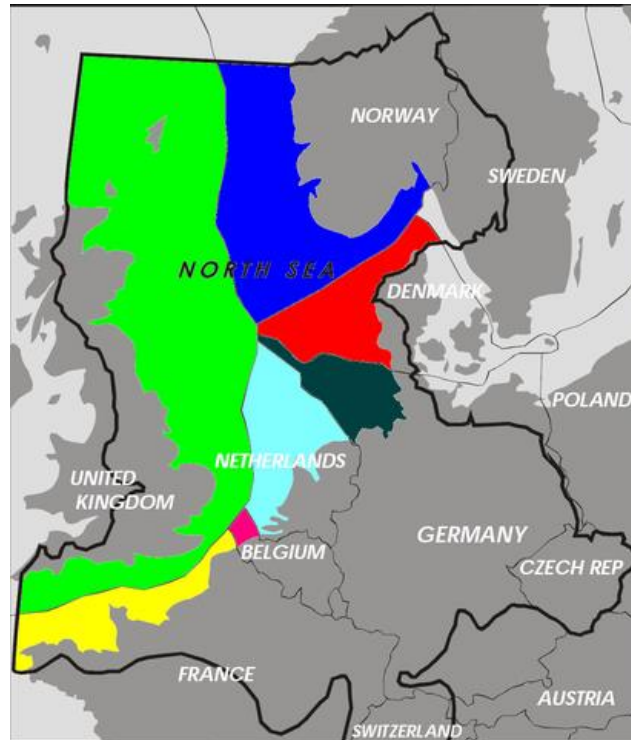 NORWAY
SWEDEN
NORTH SEA
DENMARK
POLAND
NETHERLANDS
UNITED
KINGDOM
GERMANY
BELGIUM
CZECH REP
FRANCE
AUSTRIA
SWITZERLAND